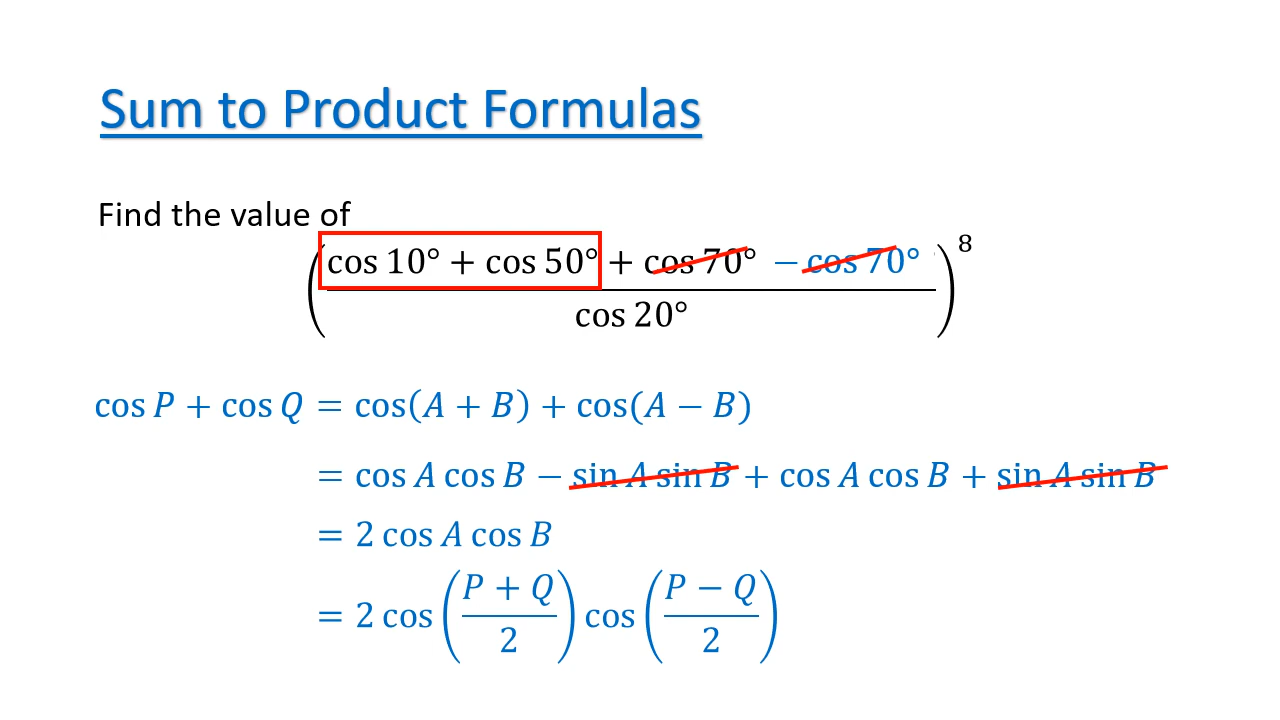 Sum to Product Formulas
Find the value of
(cos 10° + cos 50° + cos 70° − cos 70° / cos 20°)⁸
cos P + cos Q = cos(A + B) + cos(A − B)
= cos A cos B − sin A sin B + cos A cos B + sin A sin B
= 2 cos A cos B
= 2 cos((P + Q)/2) cos((P − Q)/2)